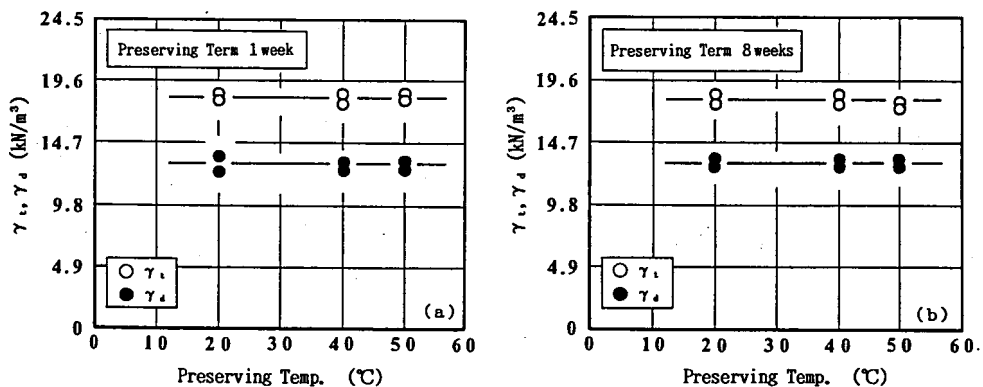 Preserving Term 1 week
γt, γd (kN/m³)
24.5
19.6
14.7
9.8
4.9
0
γt
γd
(a)
0 10 20 30 40 50 60
Preserving Temp. (℃)
Preserving Term 8 weeks
γt, γd (kN/m³)
24.5
19.6
14.7
9.8
4.9
0
γt
γd
(b)
0 10 20 30 40 50 60.
Preserving Temp. (℃)